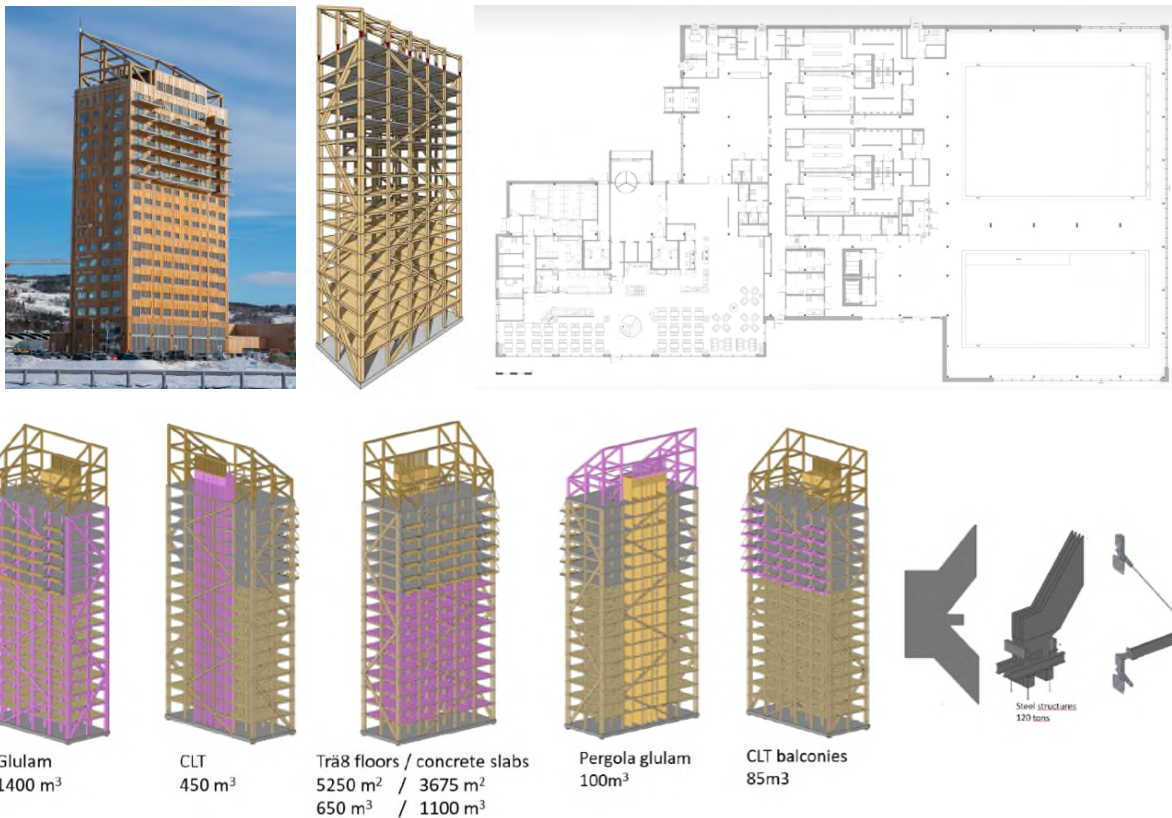 Glulam
1400 m³
CLT
450 m³
Trä8 floors / concrete slabs
5250 m² / 3675 m²
650 m³ / 1100 m³
Pergola glulam
100m³
CLT balconies
85m3
Steel structures
120 tons